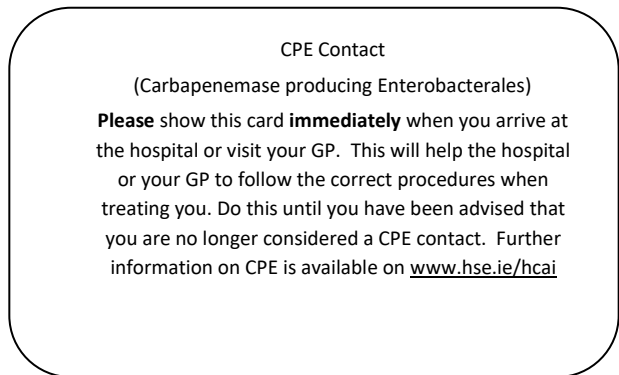 CPE Contact
(Carbapenemase producing Enterobacterales)
Please show this card immediately when you arrive at
the hospital or visit your GP.  This will help the hospital
or your GP to follow the correct procedures when
treating you. Do this until you have been advised that
you are no longer considered a CPE contact.  Further
information on CPE is available on www.hse.ie/hcai